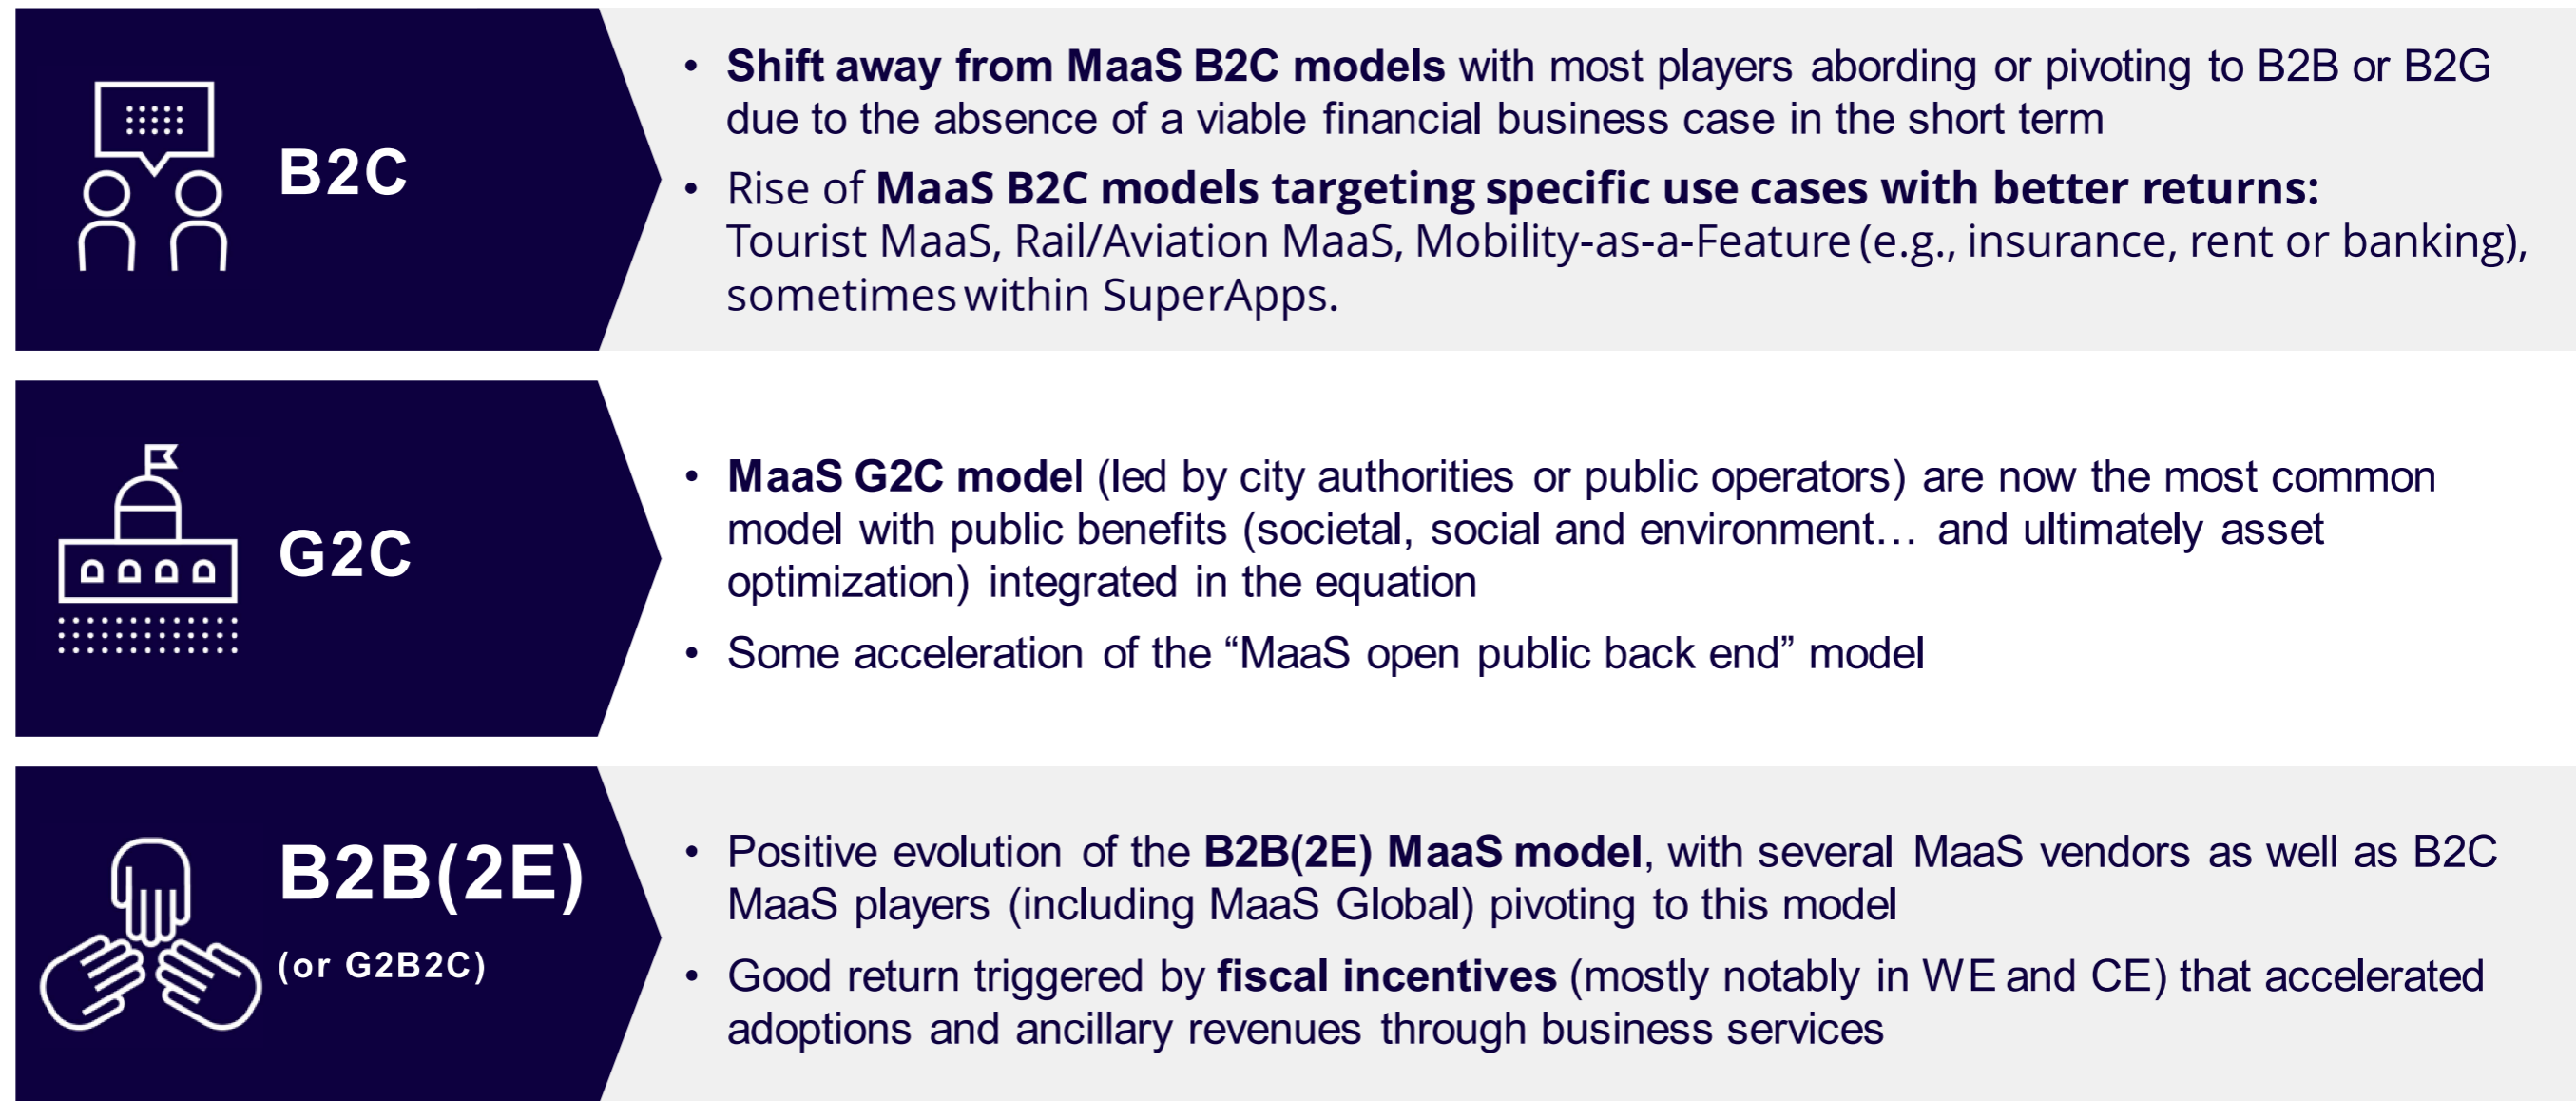 B2C
• Shift away from MaaS B2C models with most players abording or pivoting to B2B or B2G
due to the absence of a viable financial business case in the short term
• Rise of MaaS B2C models targeting specific use cases with better returns:
Tourist MaaS, Rail/Aviation MaaS, Mobility-as-a-Feature (e.g., insurance, rent or banking),
sometimes within SuperApps.
G2C
• MaaS G2C model (led by city authorities or public operators) are now the most common
model with public benefits (societal, social and environment… and ultimately asset
optimization) integrated in the equation
• Some acceleration of the “MaaS open public back end” model
B2B(2E)
(or G2B2C)
• Positive evolution of the B2B(2E) MaaS model, with several MaaS vendors as well as B2C
MaaS players (including MaaS Global) pivoting to this model
• Good return triggered by fiscal incentives (mostly notably in WE and CE) that accelerated
adoptions and ancillary revenues through business services